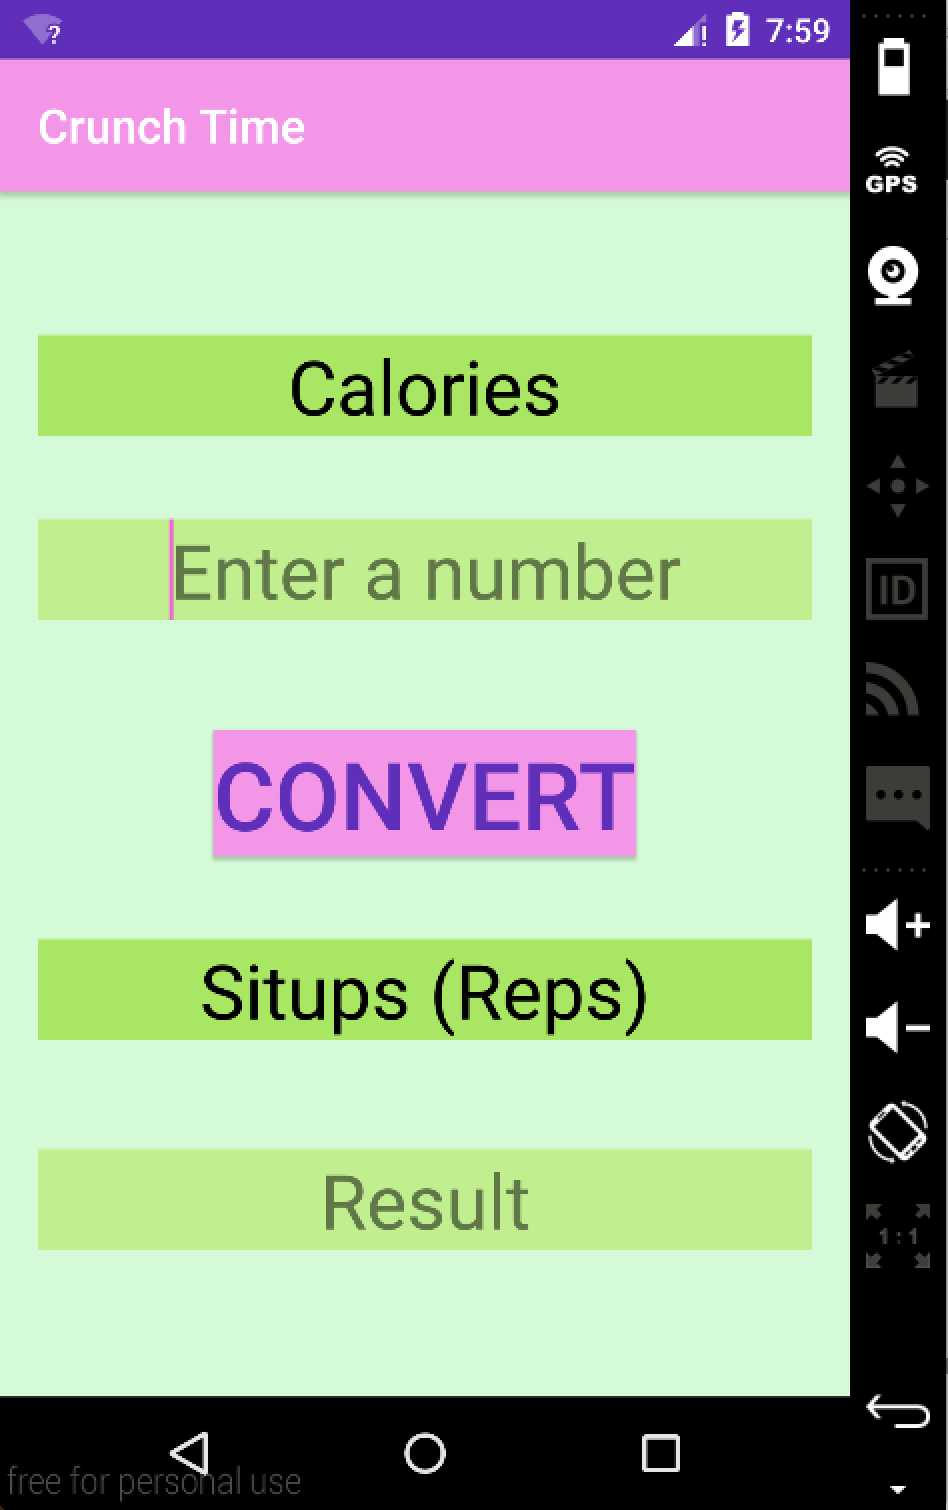 ?
! 7:59
Crunch Time
GPS
Calories
Enter a number
ID
CONVERT
Situps (Reps)
1:1
Result
free for personal use